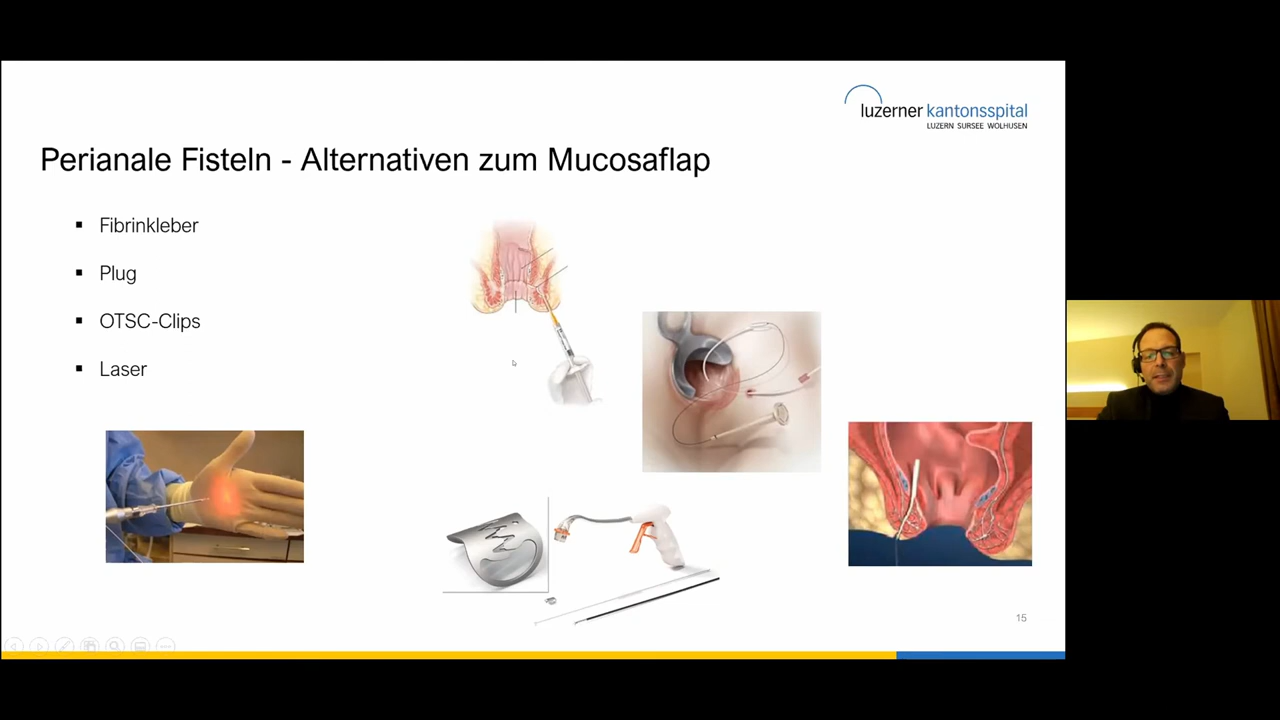 luzerner kantonsspital
LUZERN SURSEE WOLHUSEN
Perianale Fisteln - Alternativen zum Mucosaflap
▪ Fibrinkleber
▪ Plug
▪ OTSC-Clips
▪ Laser
15